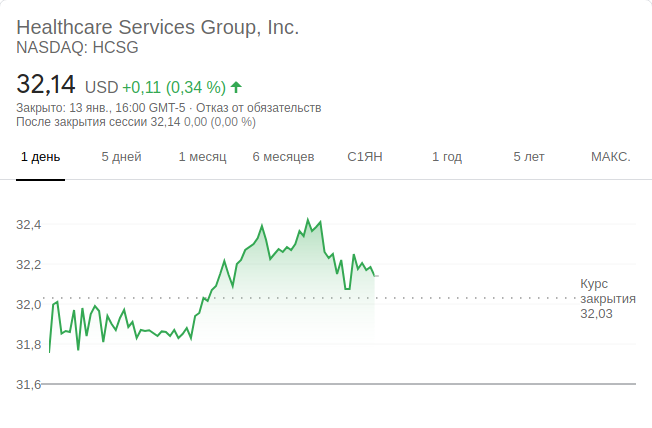 Healthcare Services Group, Inc.
NASDAQ: HCSG
32,14 USD +0,11 (0,34 %)
Закрыто: 13 янв., 16:00 GMT-5 · Отказ от обязательств
После закрытия сессии 32,14 0,00 (0,00 %)
1 день 5 дней 1 месяц 6 месяцев С1ЯН 1 год 5 лет МАКС.
32,4
32,2
32,0
31,8
31,6
Курс
закрытия
32,03